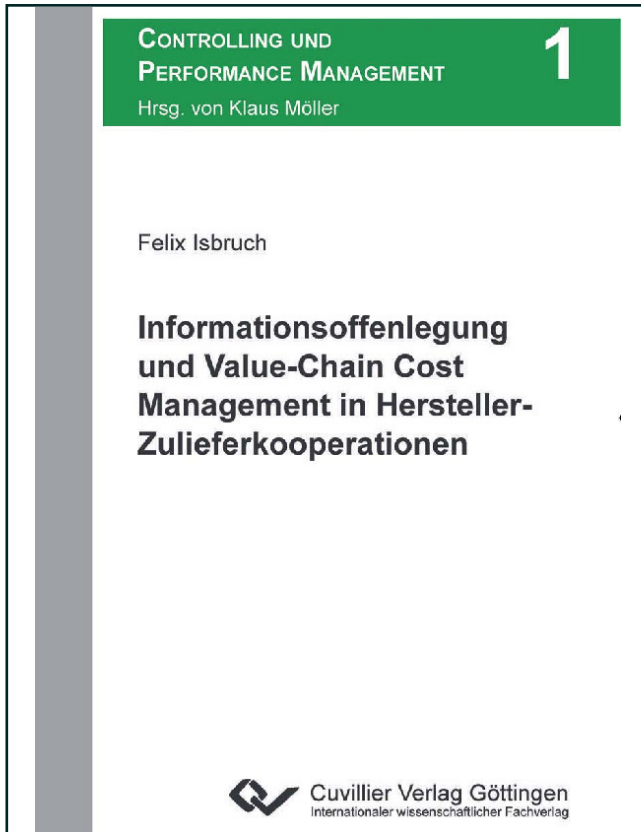 CONTROLLING UND
PERFORMANCE MANAGEMENT
1
Hrsg. von Klaus Möller
Felix Isbruch
Informationsoffenlegung
und Value-Chain Cost
Management in Hersteller-
Zulieferkooperationen
Cuvillier Verlag Göttingen
Internationaler wissenschaftlicher Fachverlag